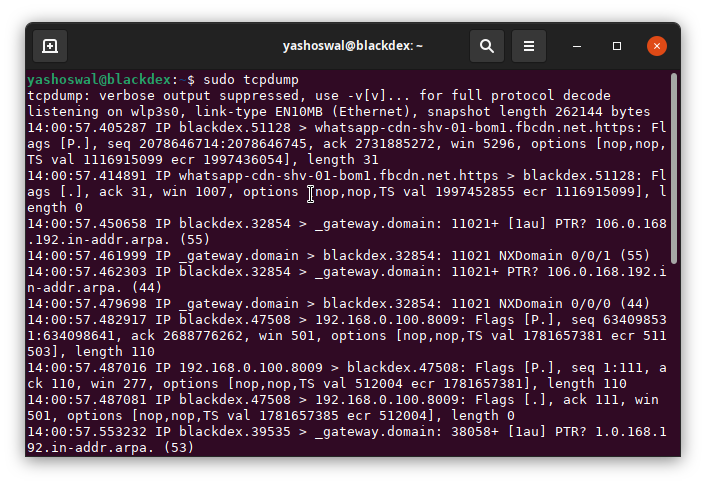 yashoswal@blackdex: ~
yashoswal@blackdex:~$ sudo tcpdump
tcpdump: verbose output suppressed, use -v[v]... for full protocol decode
listening on wlp3s0, link-type EN10MB (Ethernet), snapshot length 262144 bytes
14:00:57.405287 IP blackdex.51128 > whatsapp-cdn-shv-01-bom1.fbcdn.net.https: Fl
ags [P.], seq 2078646714:2078646745, ack 2731885272, win 5296, options [nop,nop,
TS val 1116915099 ecr 1997436054], length 31
14:00:57.414891 IP whatsapp-cdn-shv-01-bom1.fbcdn.net.https > blackdex.51128: Fl
ags [.], ack 31, win 1007, options [nop,nop,TS val 1997452855 ecr 1116915099], l
ength 0
14:00:57.450658 IP blackdex.32854 > _gateway.domain: 11021+ [1au] PTR? 106.0.168
.192.in-addr.arpa. (55)
14:00:57.461999 IP _gateway.domain > blackdex.32854: 11021 NXDomain 0/0/1 (55)
14:00:57.462303 IP blackdex.32854 > _gateway.domain: 11021+ PTR? 106.0.168.192.i
n-addr.arpa. (44)
14:00:57.479698 IP _gateway.domain > blackdex.32854: 11021 NXDomain 0/0/0 (44)
14:00:57.482917 IP blackdex.47508 > 192.168.0.100.8009: Flags [P.], seq 63409853
1:634098641, ack 2688776262, win 501, options [nop,nop,TS val 1781657381 ecr 511
503], length 110
14:00:57.487016 IP 192.168.0.100.8009 > blackdex.47508: Flags [P.], seq 1:111, a
ck 110, win 277, options [nop,nop,TS val 512004 ecr 1781657381], length 110
14:00:57.487081 IP blackdex.47508 > 192.168.0.100.8009: Flags [.], ack 111, win
501, options [nop,nop,TS val 1781657385 ecr 512004], length 0
14:00:57.553232 IP blackdex.39535 > _gateway.domain: 38058+ [1au] PTR? 1.0.168.1
92.in-addr.arpa. (53)